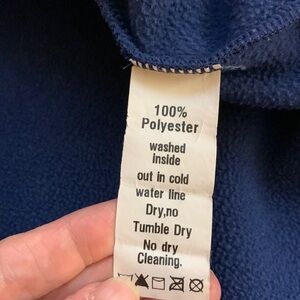 100%
Polyester
washed
inside
out in cold
water line
Dry,no
Tumble Dry
No dry
Cleaning.